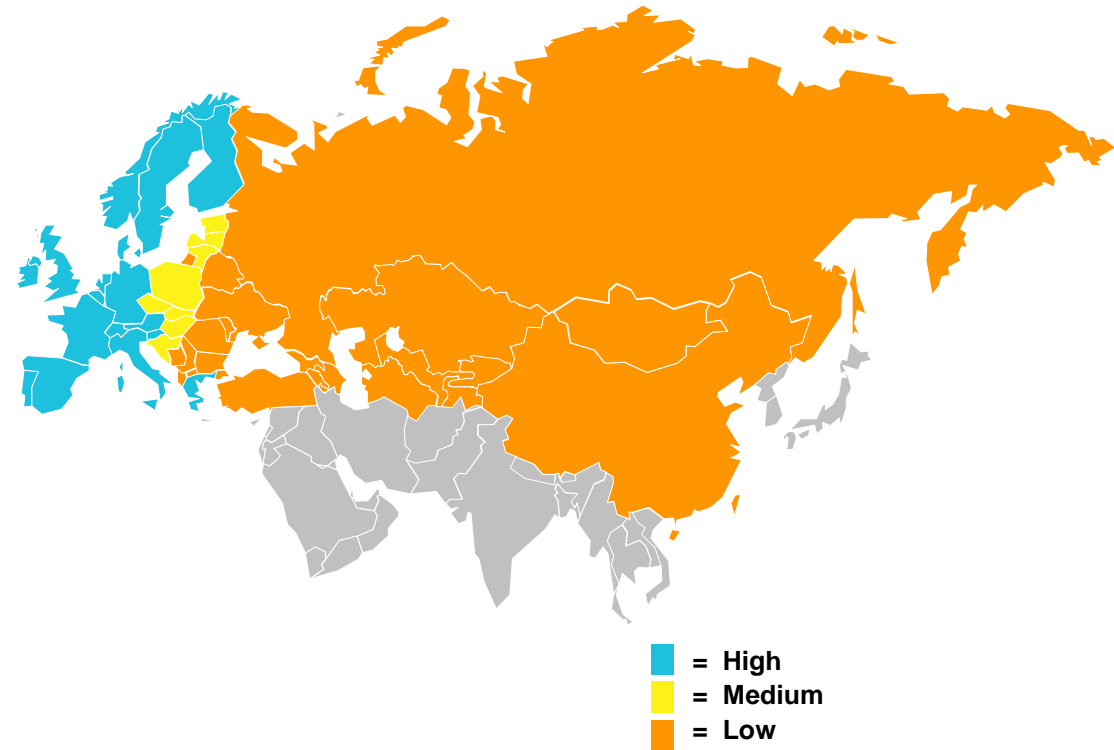 = High
= Medium
= Low